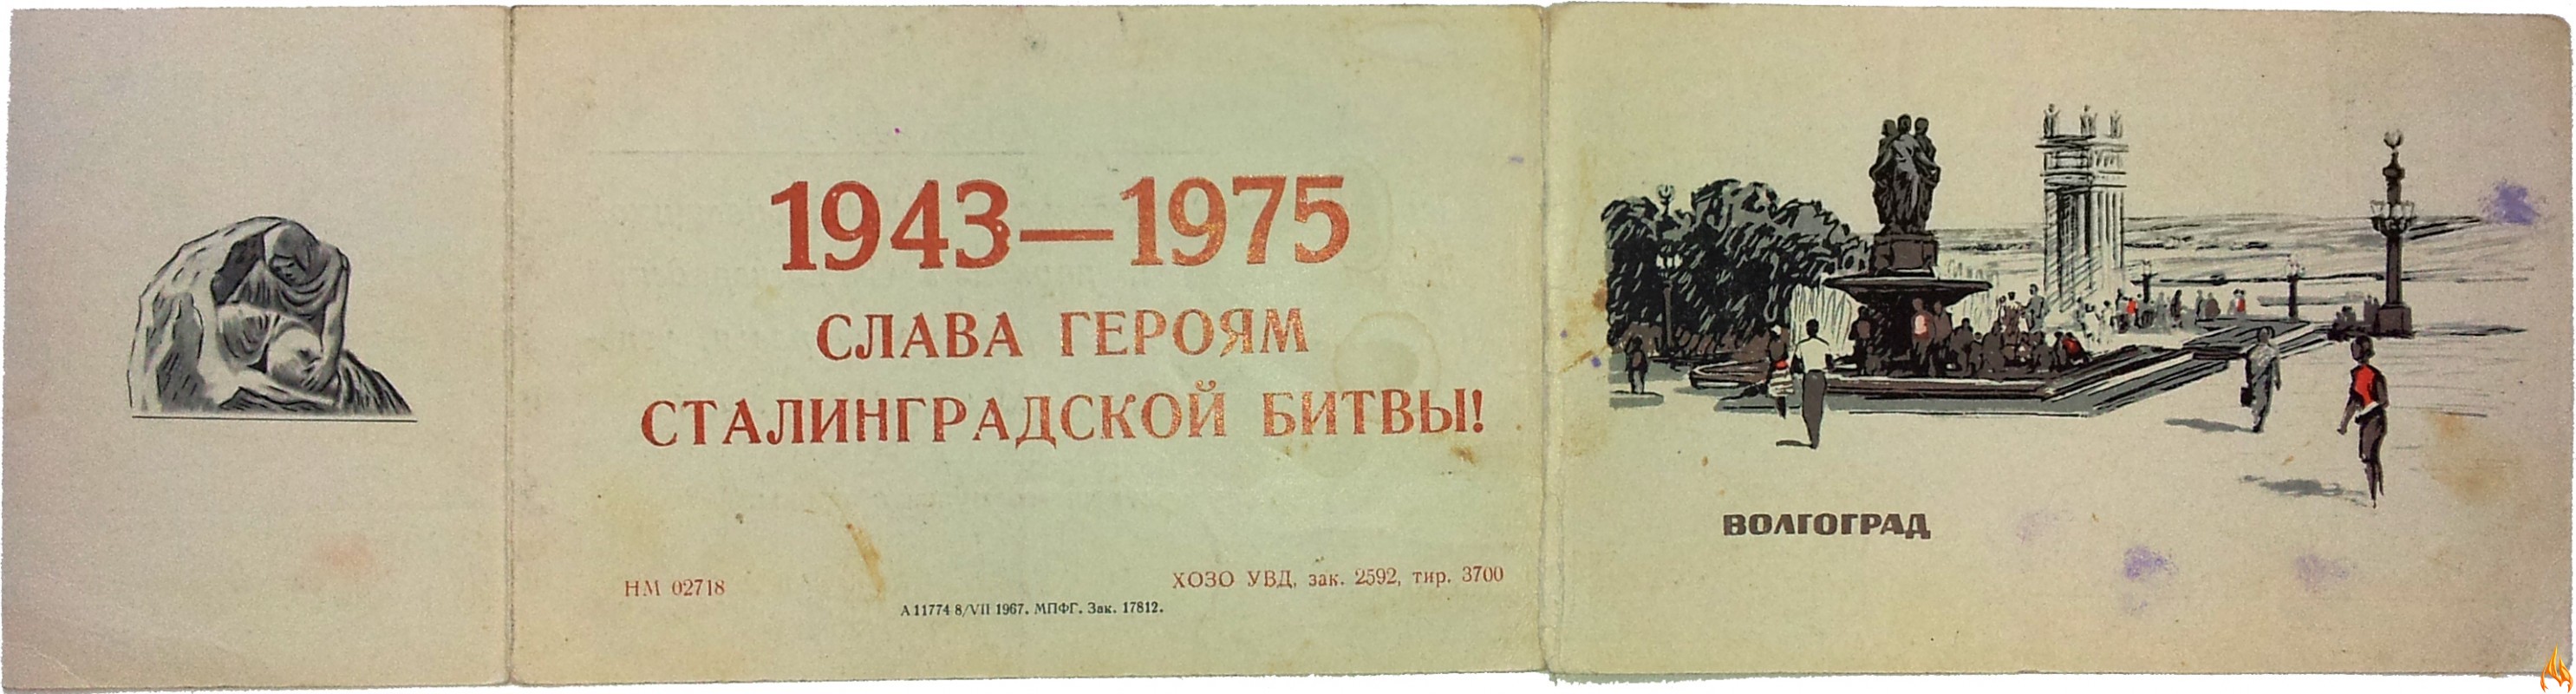 1943—1975
СЛАВА ГЕРОЯМ
СТАЛИНГРАДСКОЙ БИТВЫ!
НМ 02718
ХОЗО УВД, зак. 2592, тир. 3700
А 11774 8/VII 1967. МПФГ. Зак. 17812.
ВОЛГОГРАД